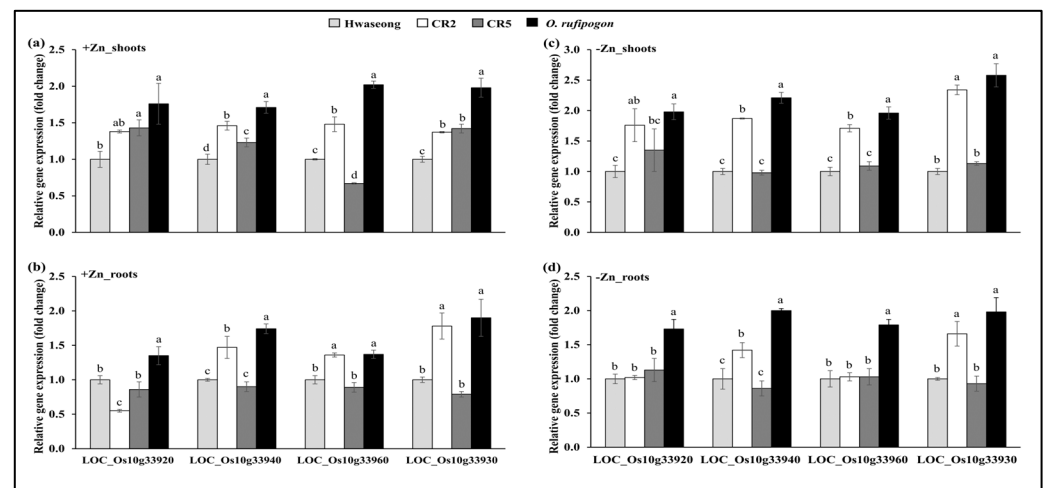 Hwaseong CR2 CR5 O. rufipogon
(a) +Zn_shoots
Relative gene expression (fold change)
2.5
2.0
1.5
1.0
0.5
0.0
b ab a a
d b c a
c b d a
c b b a
(c) -Zn_shoots
Relative gene expression (fold change)
3.0
2.5
2.0
1.5
1.0
0.5
0.0
c ab bc a
c b c a
c b c a
b a b a
(b) +Zn_roots
Relative gene expression (fold change)
2.5
2.0
1.5
1.0
0.5
0.0
b c b a
c b c a
b a b a
b a b a
LOC_Os10g33920 LOC_Os10g33940 LOC_Os10g33960 LOC_Os10g33930
(d) -Zn_roots
Relative gene expression (fold change)
2.5
2.0
1.5
1.0
0.5
0.0
b b b a
c b c a
b b b a
b a b a
LOC_Os10g33920 LOC_Os10g33940 LOC_Os10g33960 LOC_Os10g33930